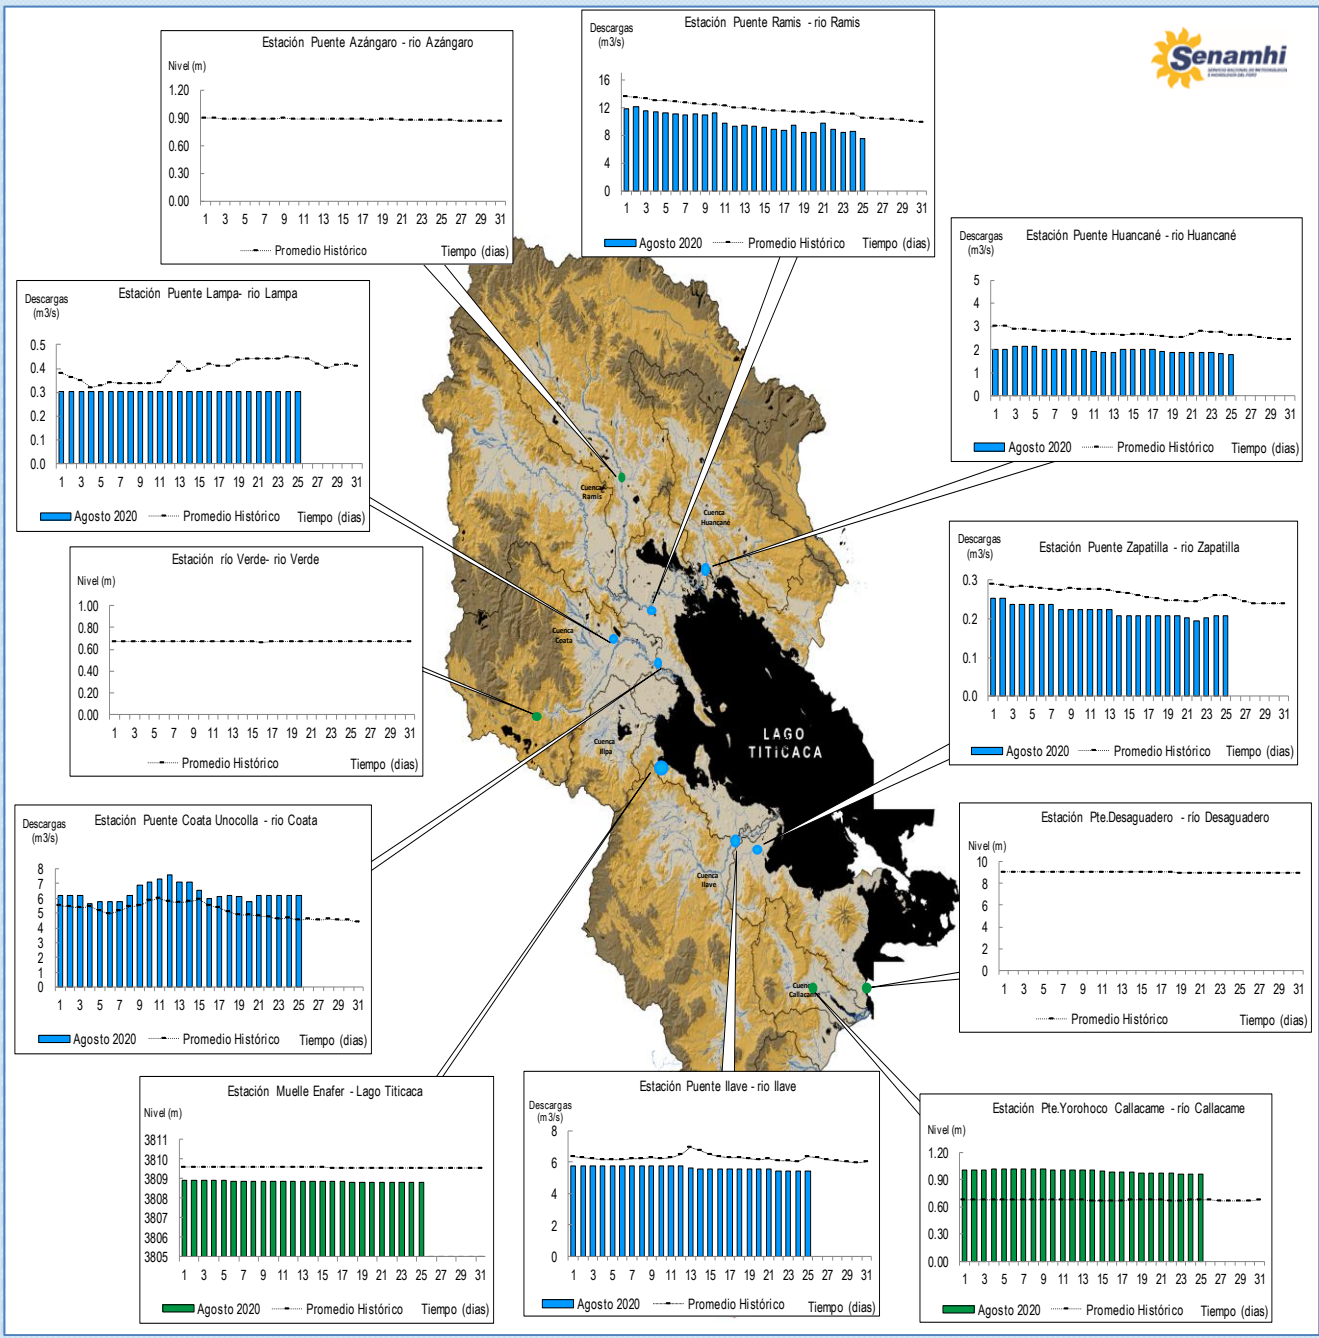 Estación Puente Azángaro - rio Azángaro
Nivel (m)
1.20
0.90
0.60
0.30
0.00
1 3 5 7 9 11 13 15 17 19 21 23 25 27 29 31
Promedio Histórico Tiempo (dias)
Estación Puente Ramis - rio Ramis
Descargas
(m3/s)
16
12
8
4
0
1 3 5 7 9 11 13 15 17 19 21 23 25 27 29 31
Agosto 2020 Promedio Histórico Tiempo (dias)
Senamhi
Estación Puente Huancané - rio Huancané
Descargas
(m3/s)
5
4
3
2
1
0
1 3 5 7 9 11 13 15 17 19 21 23 25 27 29 31
Agosto 2020 Promedio Histórico Tiempo (dias)
Estación Puente Lampa- rio Lampa
Descargas
(m3/s)
0.5
0.4
0.3
0.3
0.2
0.1
0.0
1 3 5 7 9 11 13 15 17 19 21 23 25 27 29 31
Agosto 2020 Promedio Histórico Tiempo (dias)
Estación río Verde- rio Verde
Nivel (m)
1.00
0.80
0.60
0.40
0.20
0.00
1 3 5 7 9 11 13 15 17 19 21 23 25 27 29 31
Promedio Histórico Tiempo (dias)
Estación Puente Zapatilla - rio Zapatilla
Descargas
(m3/s)
0.3
0.2
0.1
0.0
1 3 5 7 9 11 13 15 17 19 21 23 25 27 29 31
Agosto 2020 Promedio Histórico Tiempo (dias)
Cuenca
Ramis
Cuenca
Huancané
Cuenca
Coata
Cuenca
Illpa
LAGO
TITICACA
Cuenca
Ilave
Cuenca
Callacame
Estación Puente Coata Unocolla - rio Coata
Descargas
(m3/s)
8
7
6
5
4
3
2
1
0
1 3 5 7 9 11 13 15 17 19 21 23 25 27 29 31
Agosto 2020 Promedio Histórico Tiempo (dias)
Estación Pte.Desaguadero - río Desaguadero
Nivel (m)
10
8
6
4
2
0
1 3 5 7 9 11 13 15 17 19 21 23 25 27 29 31
Promedio Histórico Tiempo (dias)
Estación Muelle Enafer - Lago Titicaca
Nivel (m)
3811
3810
3809
3808
3807
3806
3805
1 3 5 7 9 11 13 15 17 19 21 23 25 27 29 31
Agosto 2020 Promedio Histórico Tiempo (dias)
Estación Puente Ilave - rio Ilave
Descargas
(m3/s)
8
6
4
2
0
1 3 5 7 9 11 13 15 17 19 21 23 25 27 29 31
Agosto 2020 Promedio Histórico Tiempo (dias)
Estación Pte.Yorohoco Callacame - río Callacame
Nivel (m)
1.20
0.90
0.60
0.30
0.00
1 3 5 7 9 11 13 15 17 19 21 23 25 27 29 31
Agosto 2020 Promedio Histórico Tiempo (dias)